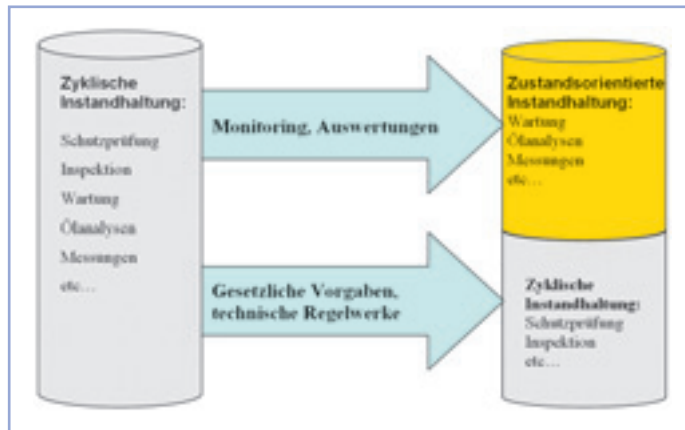 Zyklische
Instandhaltung:
Schutzprüfung
Inspektion
Wartung
Ölanalysen
Messungen
etc…
Monitoring, Auswertungen
Gesetzliche Vorgaben,
technische Regelwerke
Zustandsorientierte
Instandhaltung:
Wartung
Ölanalysen
Messungen
etc…
Zyklische
Instandhaltung:
Schutzprüfung
Inspektion
etc…